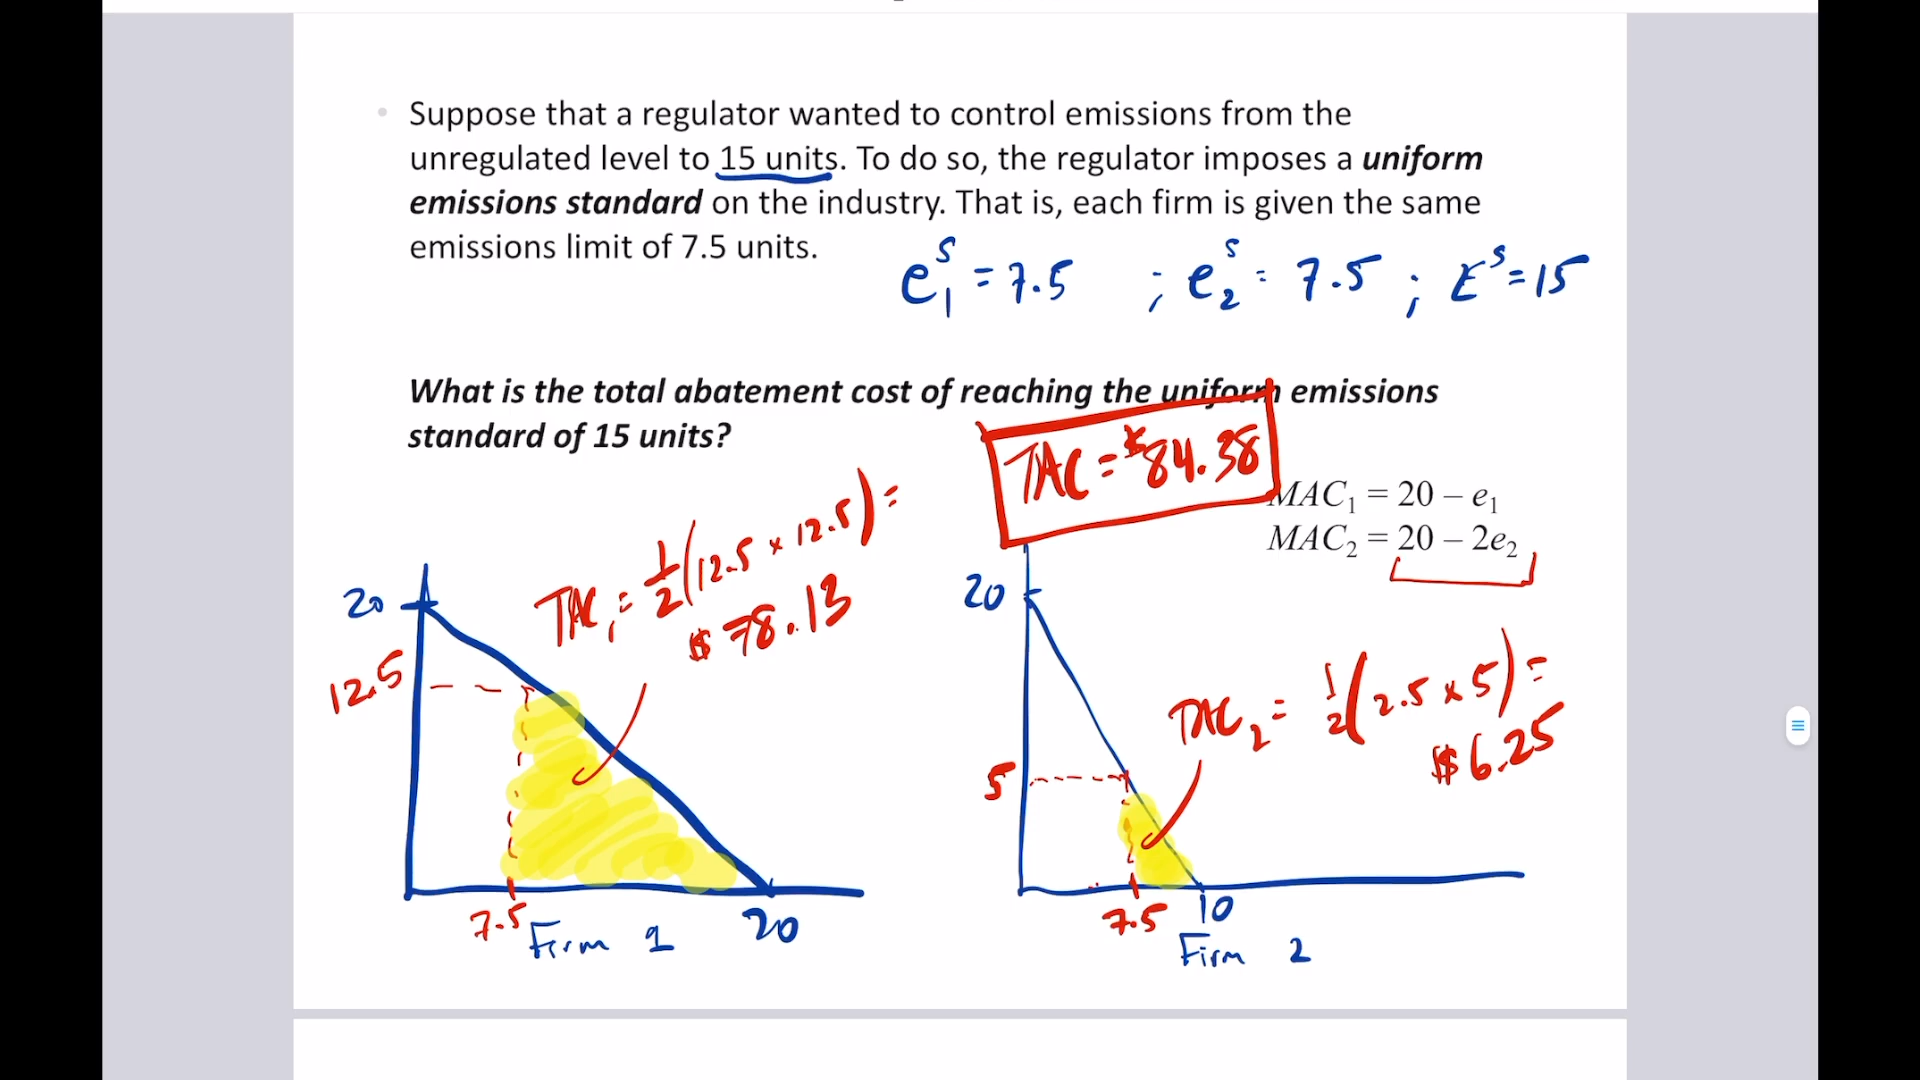 • Suppose that a regulator wanted to control emissions from the
unregulated level to 15 units. To do so, the regulator imposes a uniform
emissions standard on the industry. That is, each firm is given the same
emissions limit of 7.5 units.
e₁ˢ = 7.5 ; e₂ˢ = 7.5 ; Eˢ = 15
What is the total abatement cost of reaching the uniform emissions
standard of 15 units?
TAC = $84.38
MAC₁ = 20 – e₁
MAC₂ = 20 – 2e₂
TAC₁ = 1/2 (12.5 × 12.5) =
$78.13
20
12.5
7.5
20
Firm 1
20
TAC₂ = 1/2 (2.5 × 5) =
$6.25
5
7.5
10
Firm 2